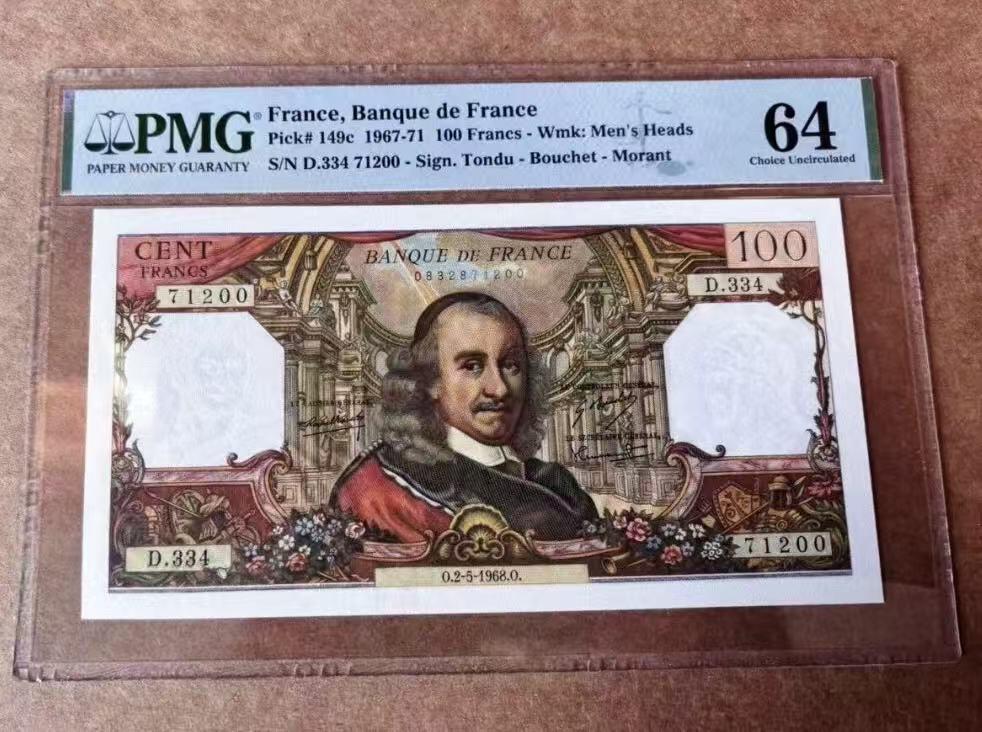 PMG®
PAPER MONEY GUARANTY
France, Banque de France
Pick# 149c 1967-71 100 Francs - Wmk: Men's Heads
S/N D.334 71200 - Sign. Tondu - Bouchet - Morant
64
Choice Uncirculated
CENT
FRANCS
BANQUE DE FRANCE
100
0832871200
71200
D.334
D.334
71200
O.2-5-1968.O.